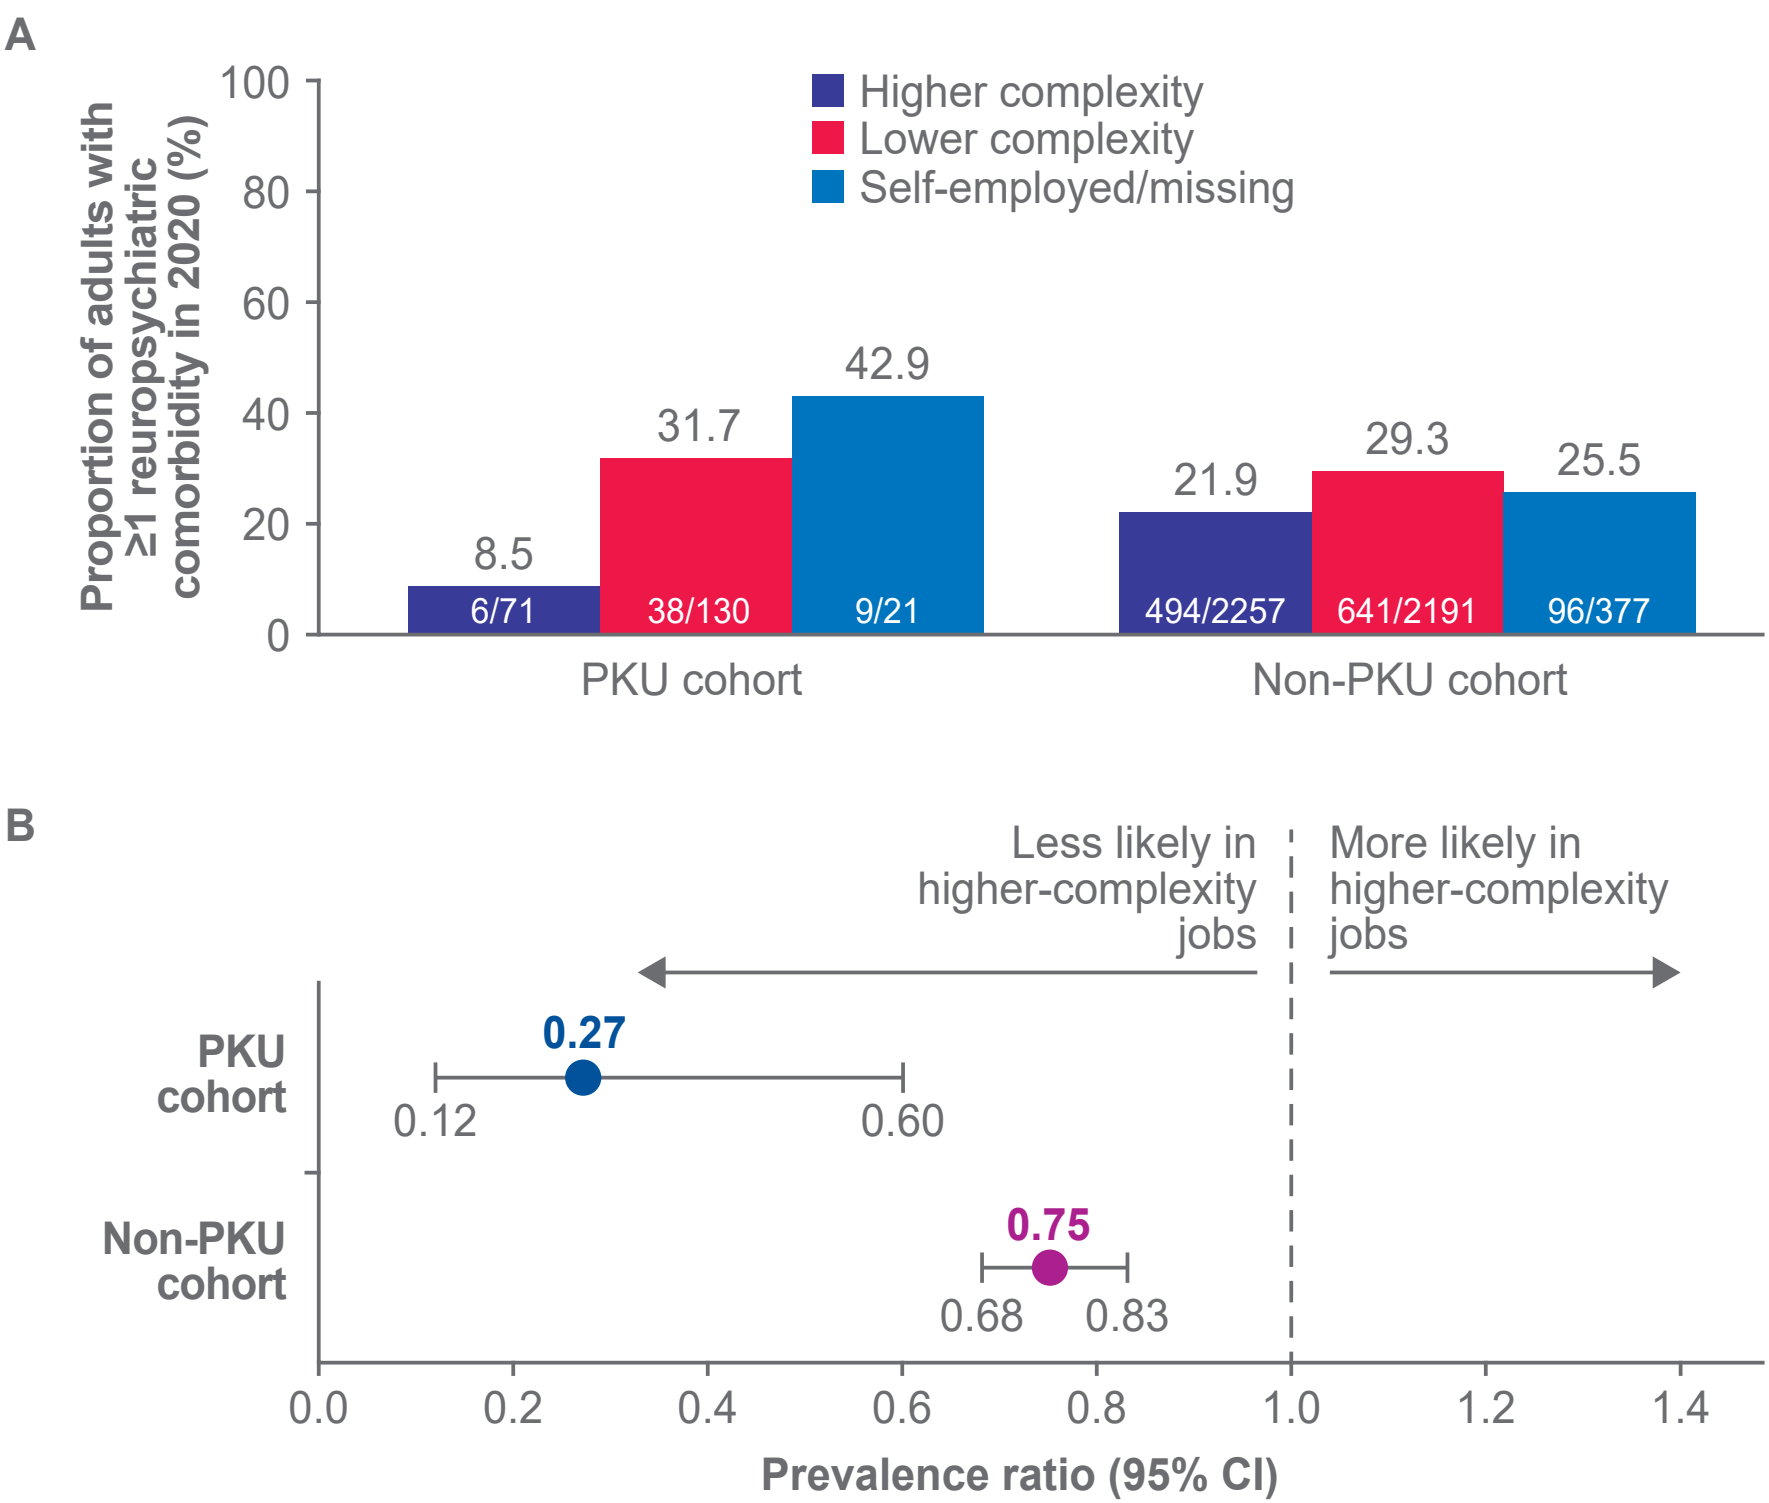 A
Proportion of adults with
≥1 reuropsychiatric
comorbidity in 2020 (%)
100
80
60
40
20
0
Higher complexity
Lower complexity
Self-employed/missing
8.5
31.7
42.9
21.9
29.3
25.5
6/71
38/130
9/21
494/2257
641/2191
96/377
PKU cohort
Non-PKU cohort
B
Less likely in
higher-complexity
jobs
More likely in
higher-complexity
jobs
PKU
cohort
0.27
0.12
0.60
Non-PKU
cohort
0.75
0.68
0.83
0.0
0.2
0.4
0.6
0.8
1.0
1.2
1.4
Prevalence ratio (95% CI)